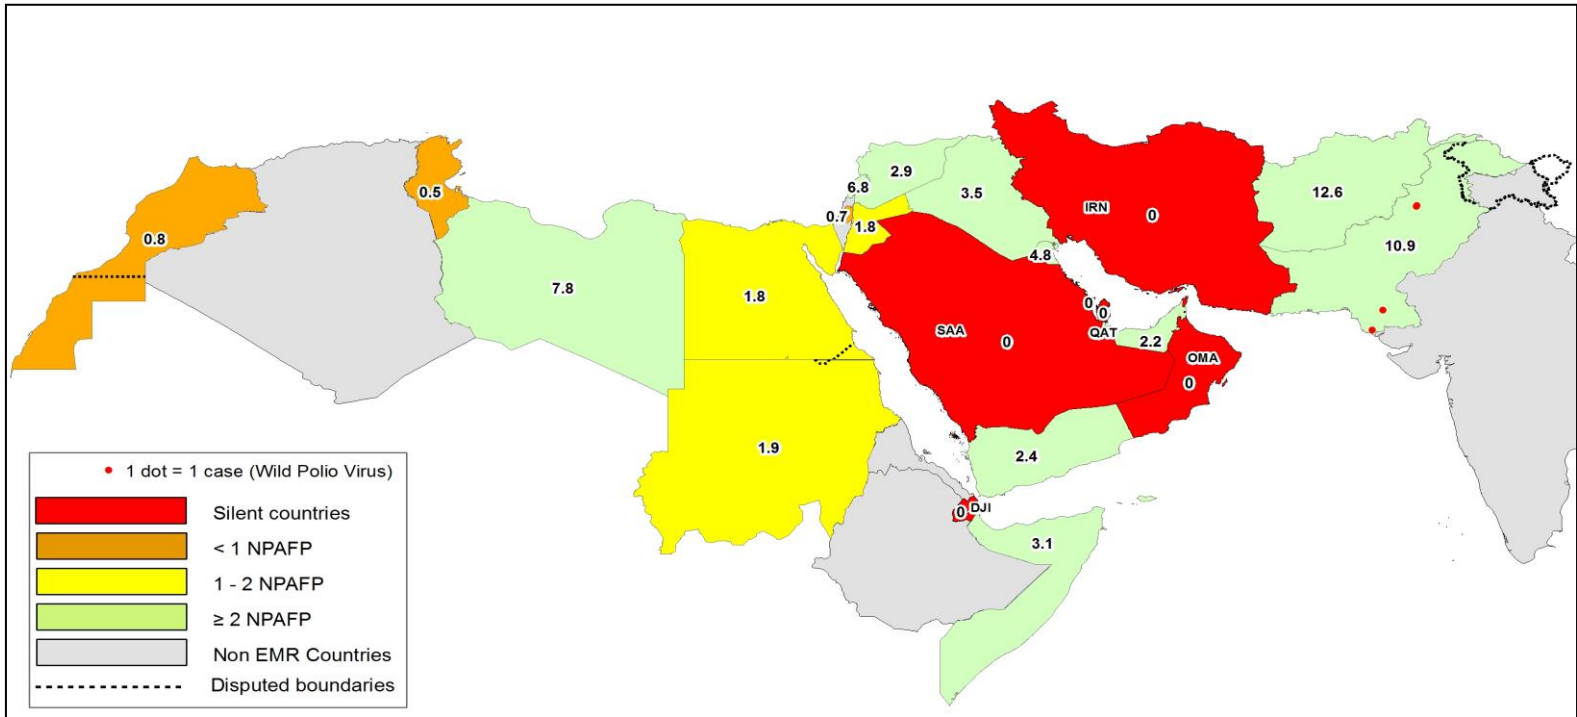 0.8
0.5
7.8
1.8
1.9
2.9
6.8
0.7
1.8
3.5
4.8
IRN
0
12.6
10.9
SAA
0
0
0
QAT
2.2
OMA
0
2.4
0
DJI
3.1
1 dot = 1 case (Wild Polio Virus)
Silent countries
< 1 NPAFP
1 - 2 NPAFP
≥ 2 NPAFP
Non EMR Countries
Disputed boundaries